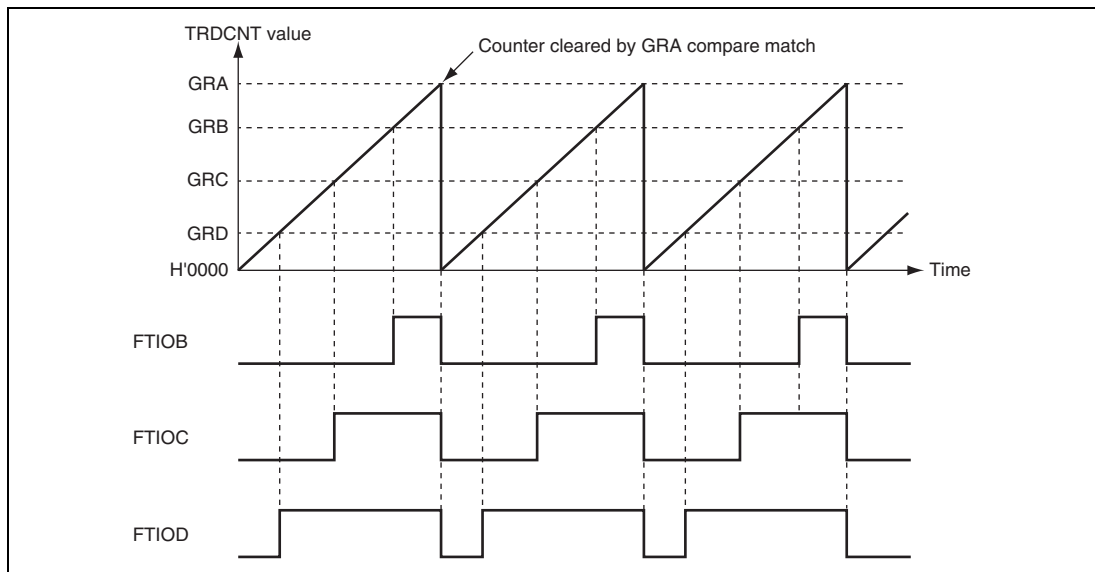 TRDCNT value
Counter cleared by GRA compare match
GRA
GRB
GRC
GRD
H'0000
Time
FTIOB
FTIOC
FTIOD